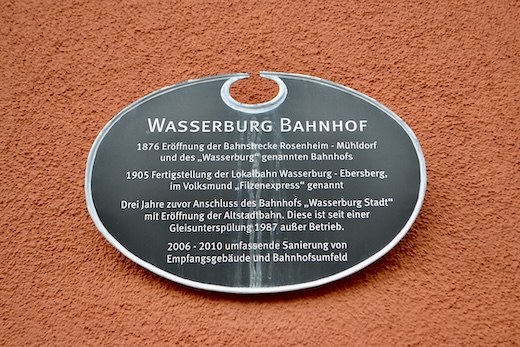 WASSERBURG BAHNHOF
1876 Eröffnung der Bahnstrecke Rosenheim - Mühldorf
und des „Wasserburg“ genannten Bahnhofs
1905 Fertigstellung der Lokalbahn Wasserburg - Ebersberg,
im Volksmund „Filzenexpress“ genannt
Drei Jahre zuvor Anschluss des Bahnhofs „Wasserburg Stadt“
mit Eröffnung der Altstadtbahn. Diese ist seit einer
Gleisunterspülung 1987 außer Betrieb.
2006 - 2010 umfassende Sanierung von
Empfangsgebäude und Bahnhofsumfeld